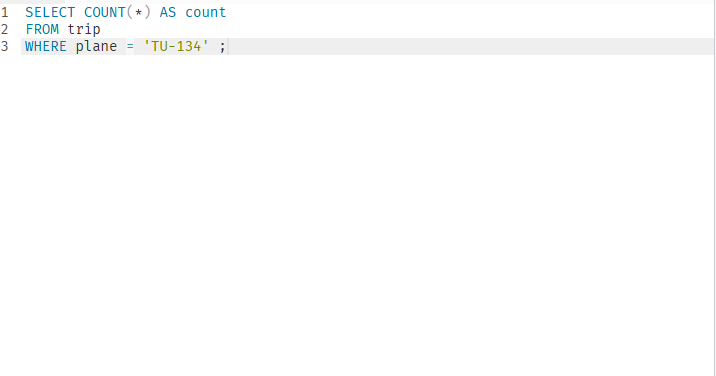 1 SELECT COUNT(*) AS count
2 FROM trip
3 WHERE plane = 'TU-134' ;